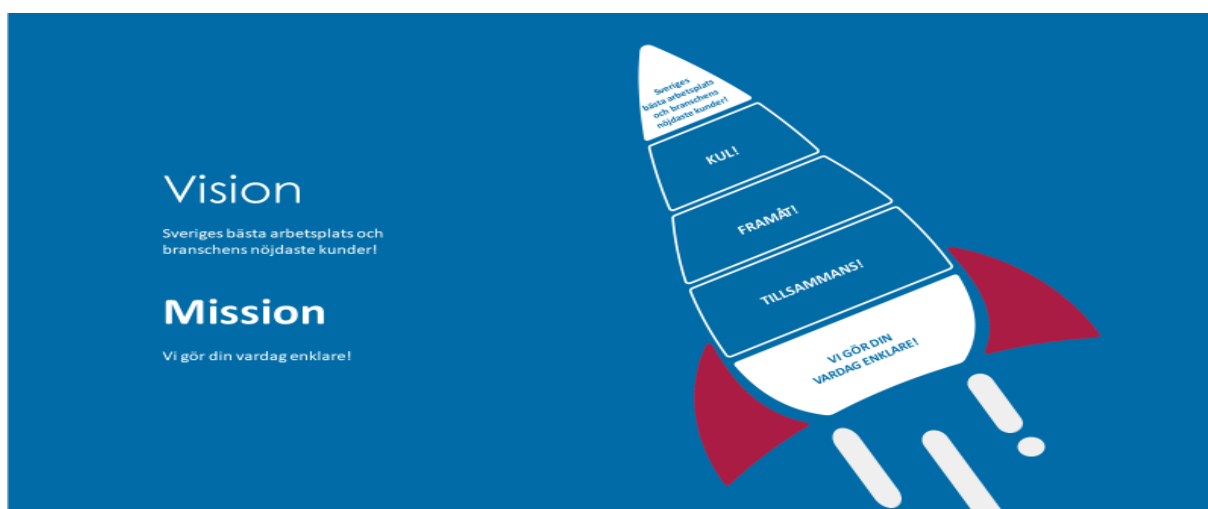 Vision
Sveriges bästa arbetsplats och
branschens nöjdaste kunder!
Mission
Vi gör din vardag enklare!
Sveriges
bästa arbetsplats
och branschens
nöjdaste kunder!
KUL!
FRAMÅT!
TILLSAMMANS!
VI GÖR DIN
VARDAG ENKLARE!